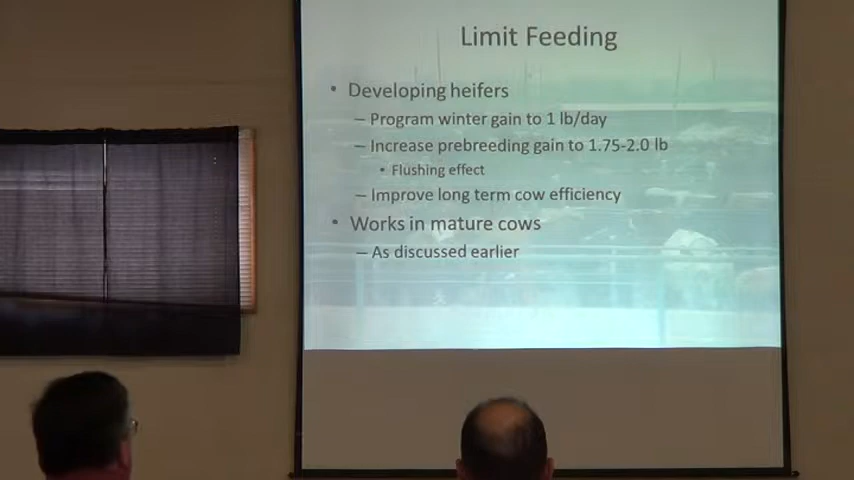 Limit Feeding
• Developing heifers
– Program winter gain to 1 lb/day
– Increase prebreeding gain to 1.75-2.0 lb
• Flushing effect
– Improve long term cow efficiency
• Works in mature cows
– As discussed earlier